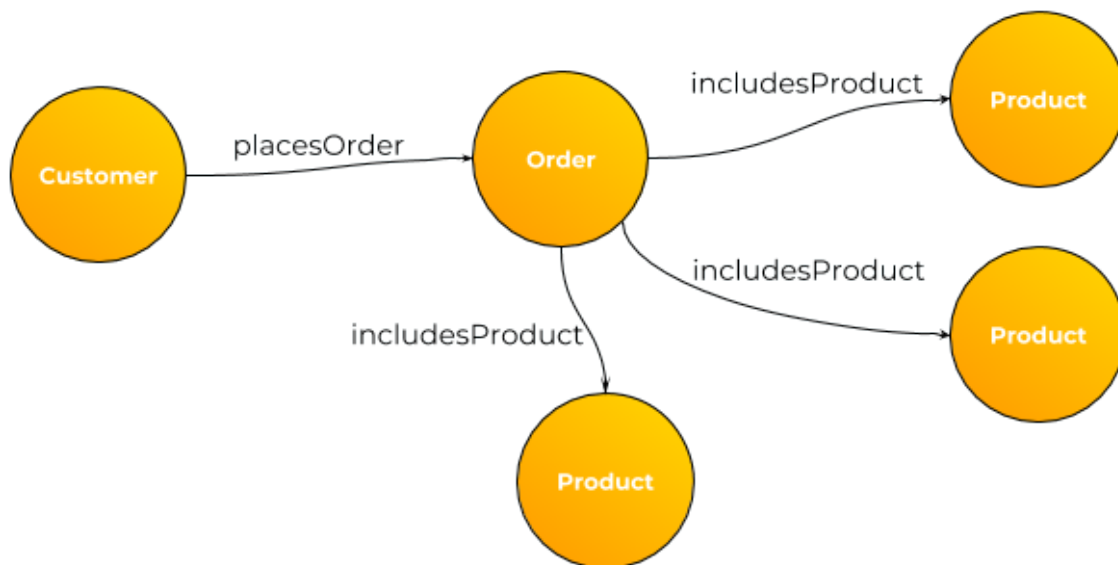 includesProduct
Product
placesOrder
Order
Customer
includesProduct
includesProduct
Product
Product